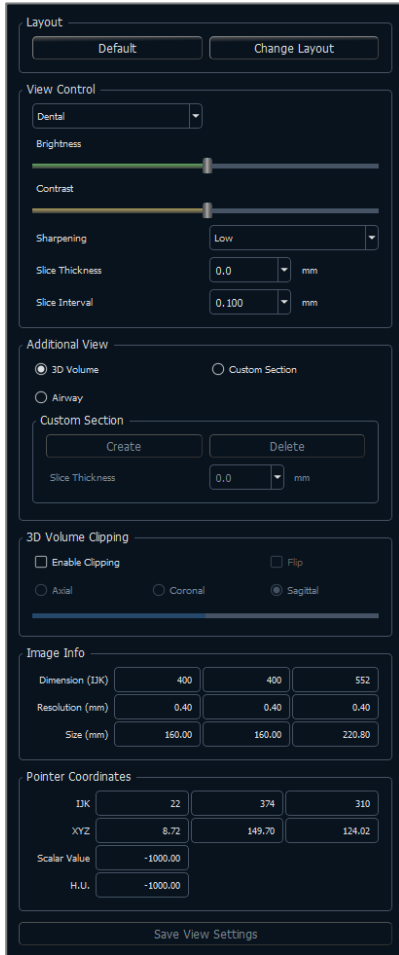 Layout
Default Change Layout
View Control
Dental
Brightness
Contrast
Sharpening Low
Slice Thickness 0.0 mm
Slice Interval 0.100 mm
Additional View
3D Volume Custom Section
Airway
Custom Section
Create Delete
Slice Thickness 0.0 mm
3D Volume Clipping
Enable Clipping Flip
Axial Coronal Sagittal
Image Info
Dimension (IJK) 400 400 552
Resolution (mm) 0.40 0.40 0.40
Size (mm) 160.00 160.00 220.80
Pointer Coordinates
IJK 22 374 310
XYZ 8.72 149.70 124.02
Scalar Value -1000.00
H.U. -1000.00
Save View Settings